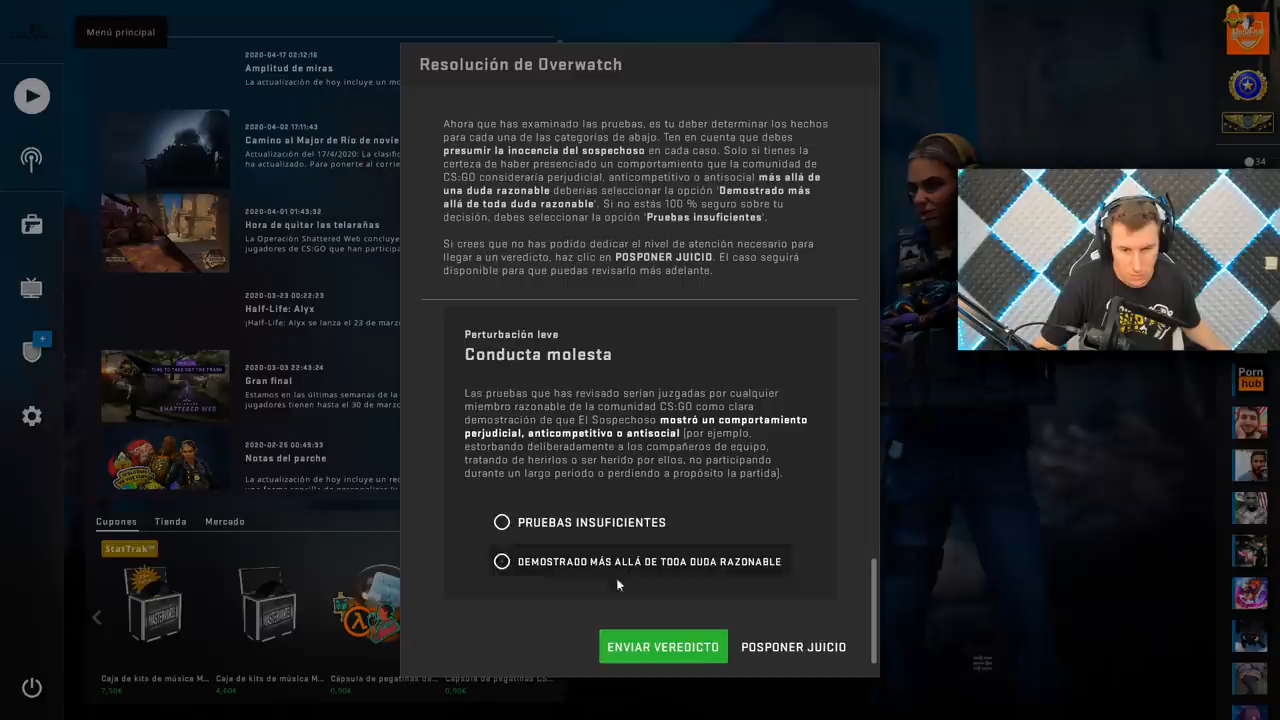 Menú principal
2020-04-17 02:12:16
Amplitud de miras
La actualización de hoy incluye un mo
2020-04-02 17:11:43
Camino al Major de Río de novie
Actualización del 17/4/2020: La clasific
ha actualizado. Para ponerte al corrie
2020-04-01 01:43:32
Hora de quitar las telarañas
La Operación Shattered Web concluye
jugadores de CS:GO que han participa
2020-03-23 00:22:23
Half-Life: Alyx
¡Half-Life: Alyx se lanza el 23 de marz
2020-03-03 22:43:24
Gran final
Estamos en las últimas semanas de la
jugadores tienen hasta el 30 de marzo
2020-02-25 00:49:33
Notas del parche
La actualización de hoy incluye un rec
Cupones
Tienda
Mercado
StatTrak™
Caja de kits de música M...
Caja de kits de música M...
Cápsula de pegatinas de...
7,50€
4,60€
0,90€
0,90€
Resolución de Overwatch
Ahora que has examinado las pruebas, es tu deber determinar los hechos
para cada una de las categorías de abajo. Ten en cuenta que debes
presumir la inocencia del sospechoso en cada caso. Solo si tienes la
certeza de haber presenciado un comportamiento que la comunidad de
CS:GO consideraría perjudicial, anticompetitivo o antisocial más allá de
una duda razonable deberías seleccionar la opción 'Demostrado más
allá de toda duda razonable'. Si no estás 100 % seguro sobre tu
decisión, debes seleccionar la opción 'Pruebas insuficientes'.
Si crees que no has podido dedicar el nivel de atención necesario para
llegar a un veredicto, haz clic en POSPONER JUICIO. El caso seguirá
disponible para que puedas revisarlo más adelante.
Perturbación leve
Conducta molesta
Las pruebas que has revisado serían juzgadas por cualquier
miembro razonable de la comunidad CS:GO como clara
demostración de que El Sospechoso mostró un comportamiento
perjudicial, anticompetitivo o antisocial (por ejemplo,
estorbando deliberadamente a los compañeros de equipo,
tratando de herirlos o ser herido por ellos, no participando
durante un largo periodo o perdiendo a propósito la partida).
PRUEBAS INSUFICIENTES
DEMOSTRADO MÁS ALLÁ DE TODA DUDA RAZONABLE
ENVIAR VEREDICTO
POSPONER JUICIO
34
Porn
hub